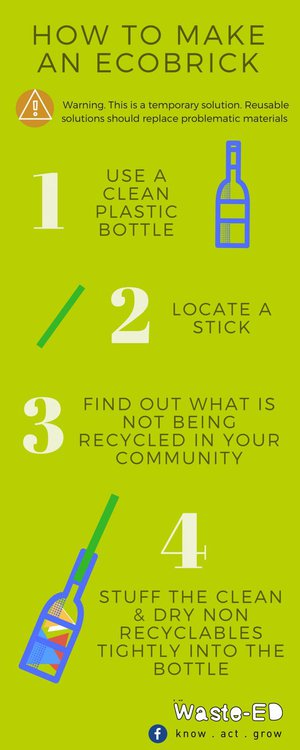 HOW TO MAKE
AN ECOBRICK
Warning. This is a temporary solution. Reusable
solutions should replace problematic materials
1
USE A
CLEAN
PLASTIC
BOTTLE
2
LOCATE A
STICK
3
FIND OUT WHAT IS
NOT BEING
RECYCLED IN YOUR
COMMUNITY
4
STUFF THE CLEAN
& DRY NON
RECYCLABLES
TIGHTLY INTO THE
BOTTLE
Waste-ED
f know . act . grow